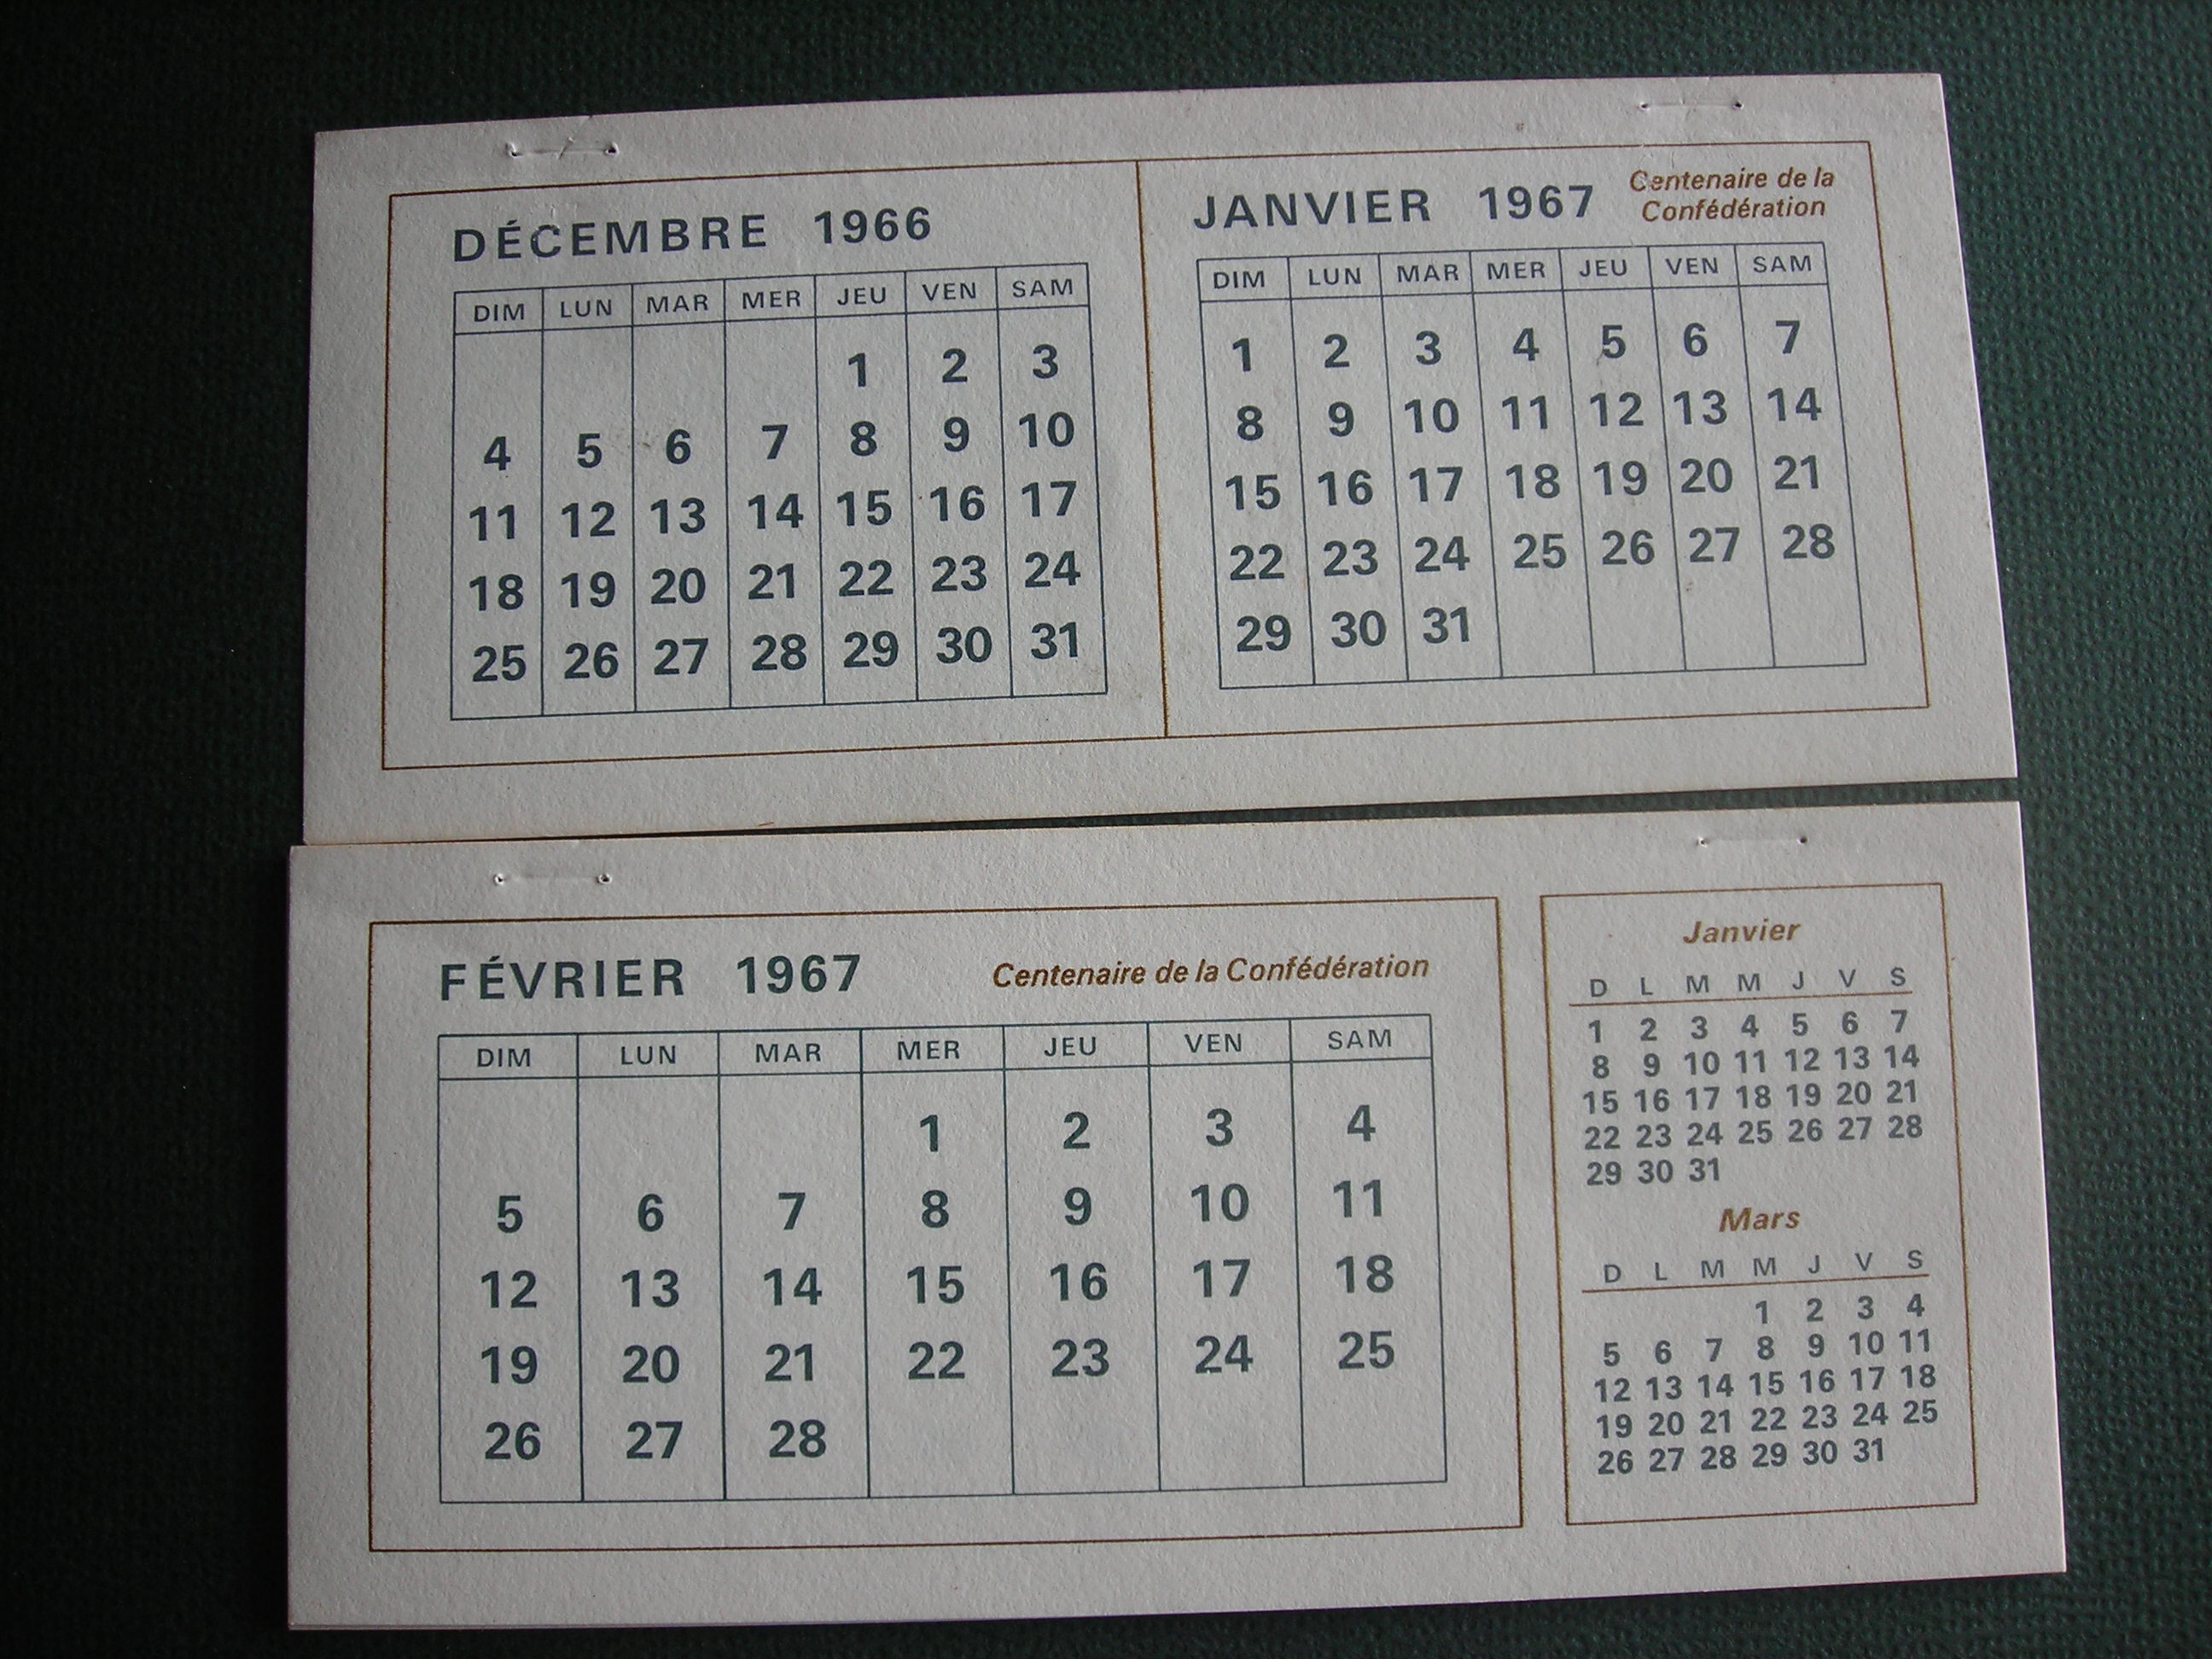 DÉCEMBRE 1966
DIM LUN MAR MER JEU VEN SAM
1 2 3
4 5 6 7 8 9 10
11 12 13 14 15 16 17
18 19 20 21 22 23 24
25 26 27 28 29 30 31
JANVIER 1967
Centenaire de la
Confédération
DIM LUN MAR MER JEU VEN SAM
1 2 3 4 5 6 7
8 9 10 11 12 13 14
15 16 17 18 19 20 21
22 23 24 25 26 27 28
29 30 31
FÉVRIER 1967 Centenaire de la Confédération
DIM LUN MAR MER JEU VEN SAM
1 2 3 4
5 6 7 8 9 10 11
12 13 14 15 16 17 18
19 20 21 22 23 24 25
26 27 28
Janvier
D L M M J V S
1 2 3 4 5 6 7
8 9 10 11 12 13 14
15 16 17 18 19 20 21
22 23 24 25 26 27 28
29 30 31
Mars
D L M M J V S
1 2 3 4
5 6 7 8 9 10 11
12 13 14 15 16 17 18
19 20 21 22 23 24 25
26 27 28 29 30 31